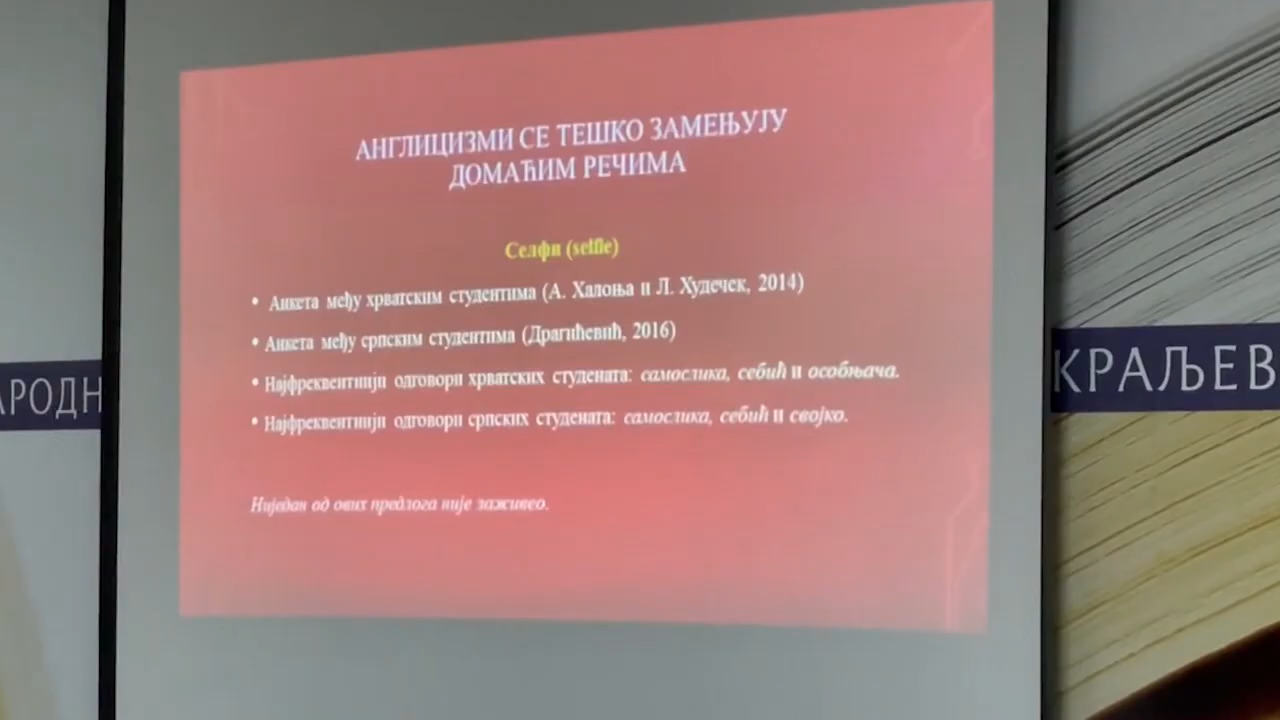 АНГЛИЦИЗМИ СЕ ТЕШКО ЗАМЕЊУЈУ
ДОМАЋИМ РЕЧИМА
Селфи (selfie)
• Анкета међу хрватским студентима (А. Халоња и Л. Худечек, 2014)
• Анкета међу српским студентима (Драгићевић, 2016)
• Најфреквентнији одговори хрватских студената: самослика, себић и особњача.
• Најфреквентнији одговори српских студената: самослика, себић и својко.
Ниједан од ових предлога није заживео.
АРОДН
КРАЉЕВ